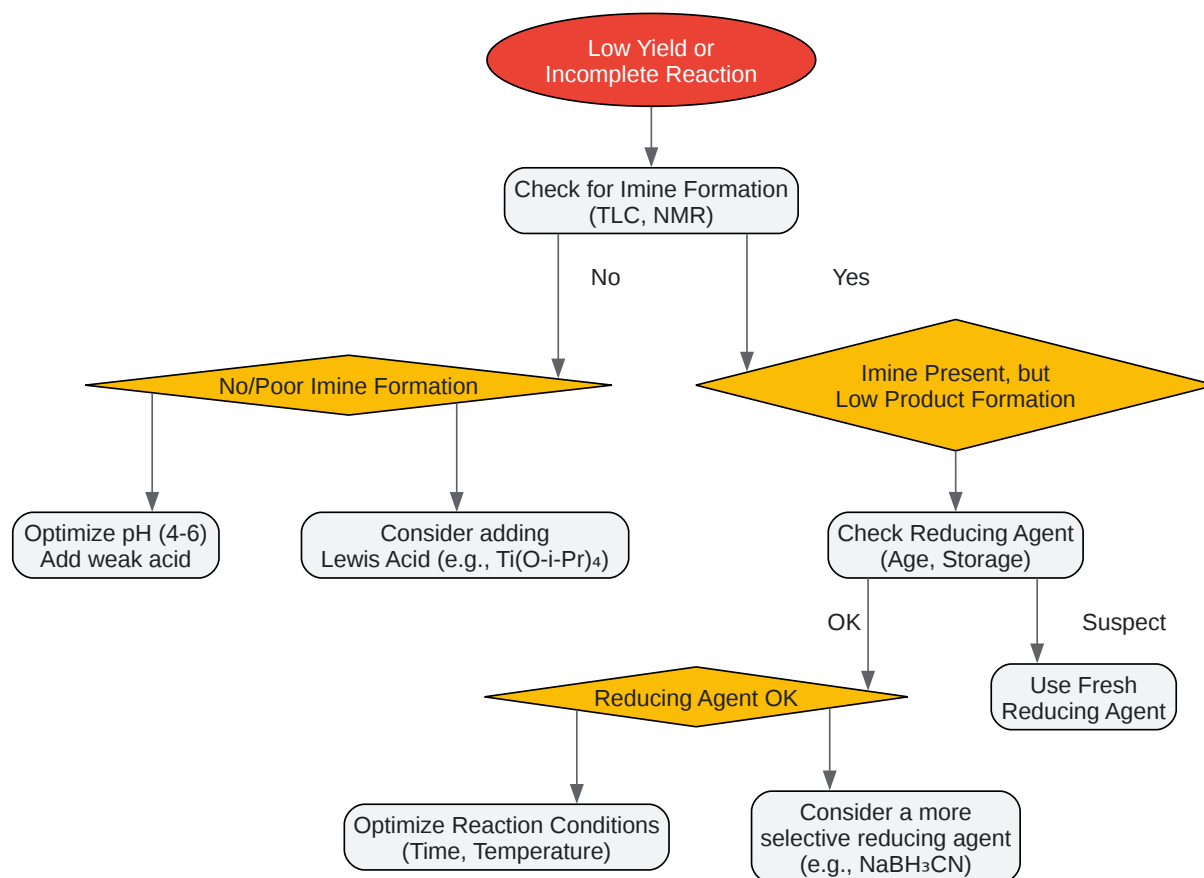 Low Yield or
Incomplete Reaction
Check for Imine Formation
(TLC, NMR)
No
Yes
No/Poor Imine Formation
Imine Present, but
Low Product Formation
Optimize pH (4-6)
Add weak acid
Consider adding
Lewis Acid (e.g., Ti(O-i-Pr)₄)
Check Reducing Agent
(Age, Storage)
OK
Suspect
Reducing Agent OK
Use Fresh
Reducing Agent
Optimize Reaction Conditions
(Time, Temperature)
Consider a more
selective reducing agent
(e.g., NaBH₃CN)